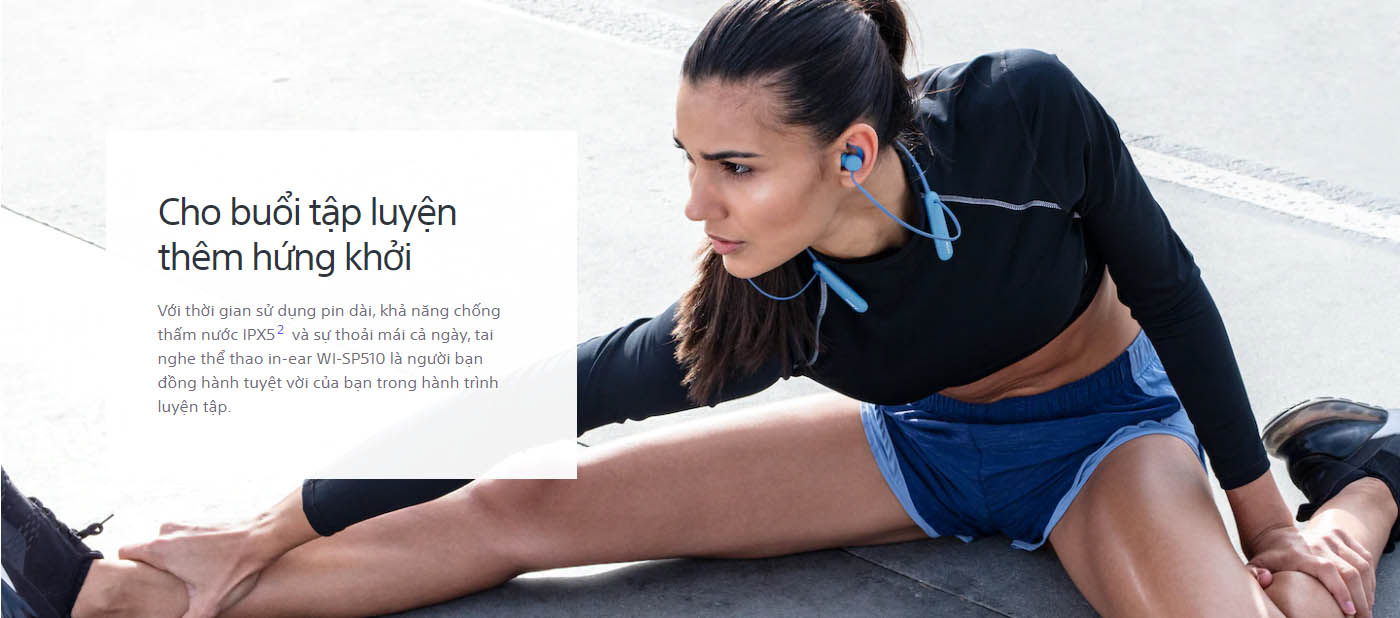 Cho buổi tập luyện
thêm hứng khởi
Với thời gian sử dụng pin dài, khả năng chống
thấm nước IPX5² và sự thoải mái cả ngày, tai
nghe thể thao in-ear WI-SP510 là người bạn
đồng hành tuyệt vời của bạn trong hành trình
luyện tập.